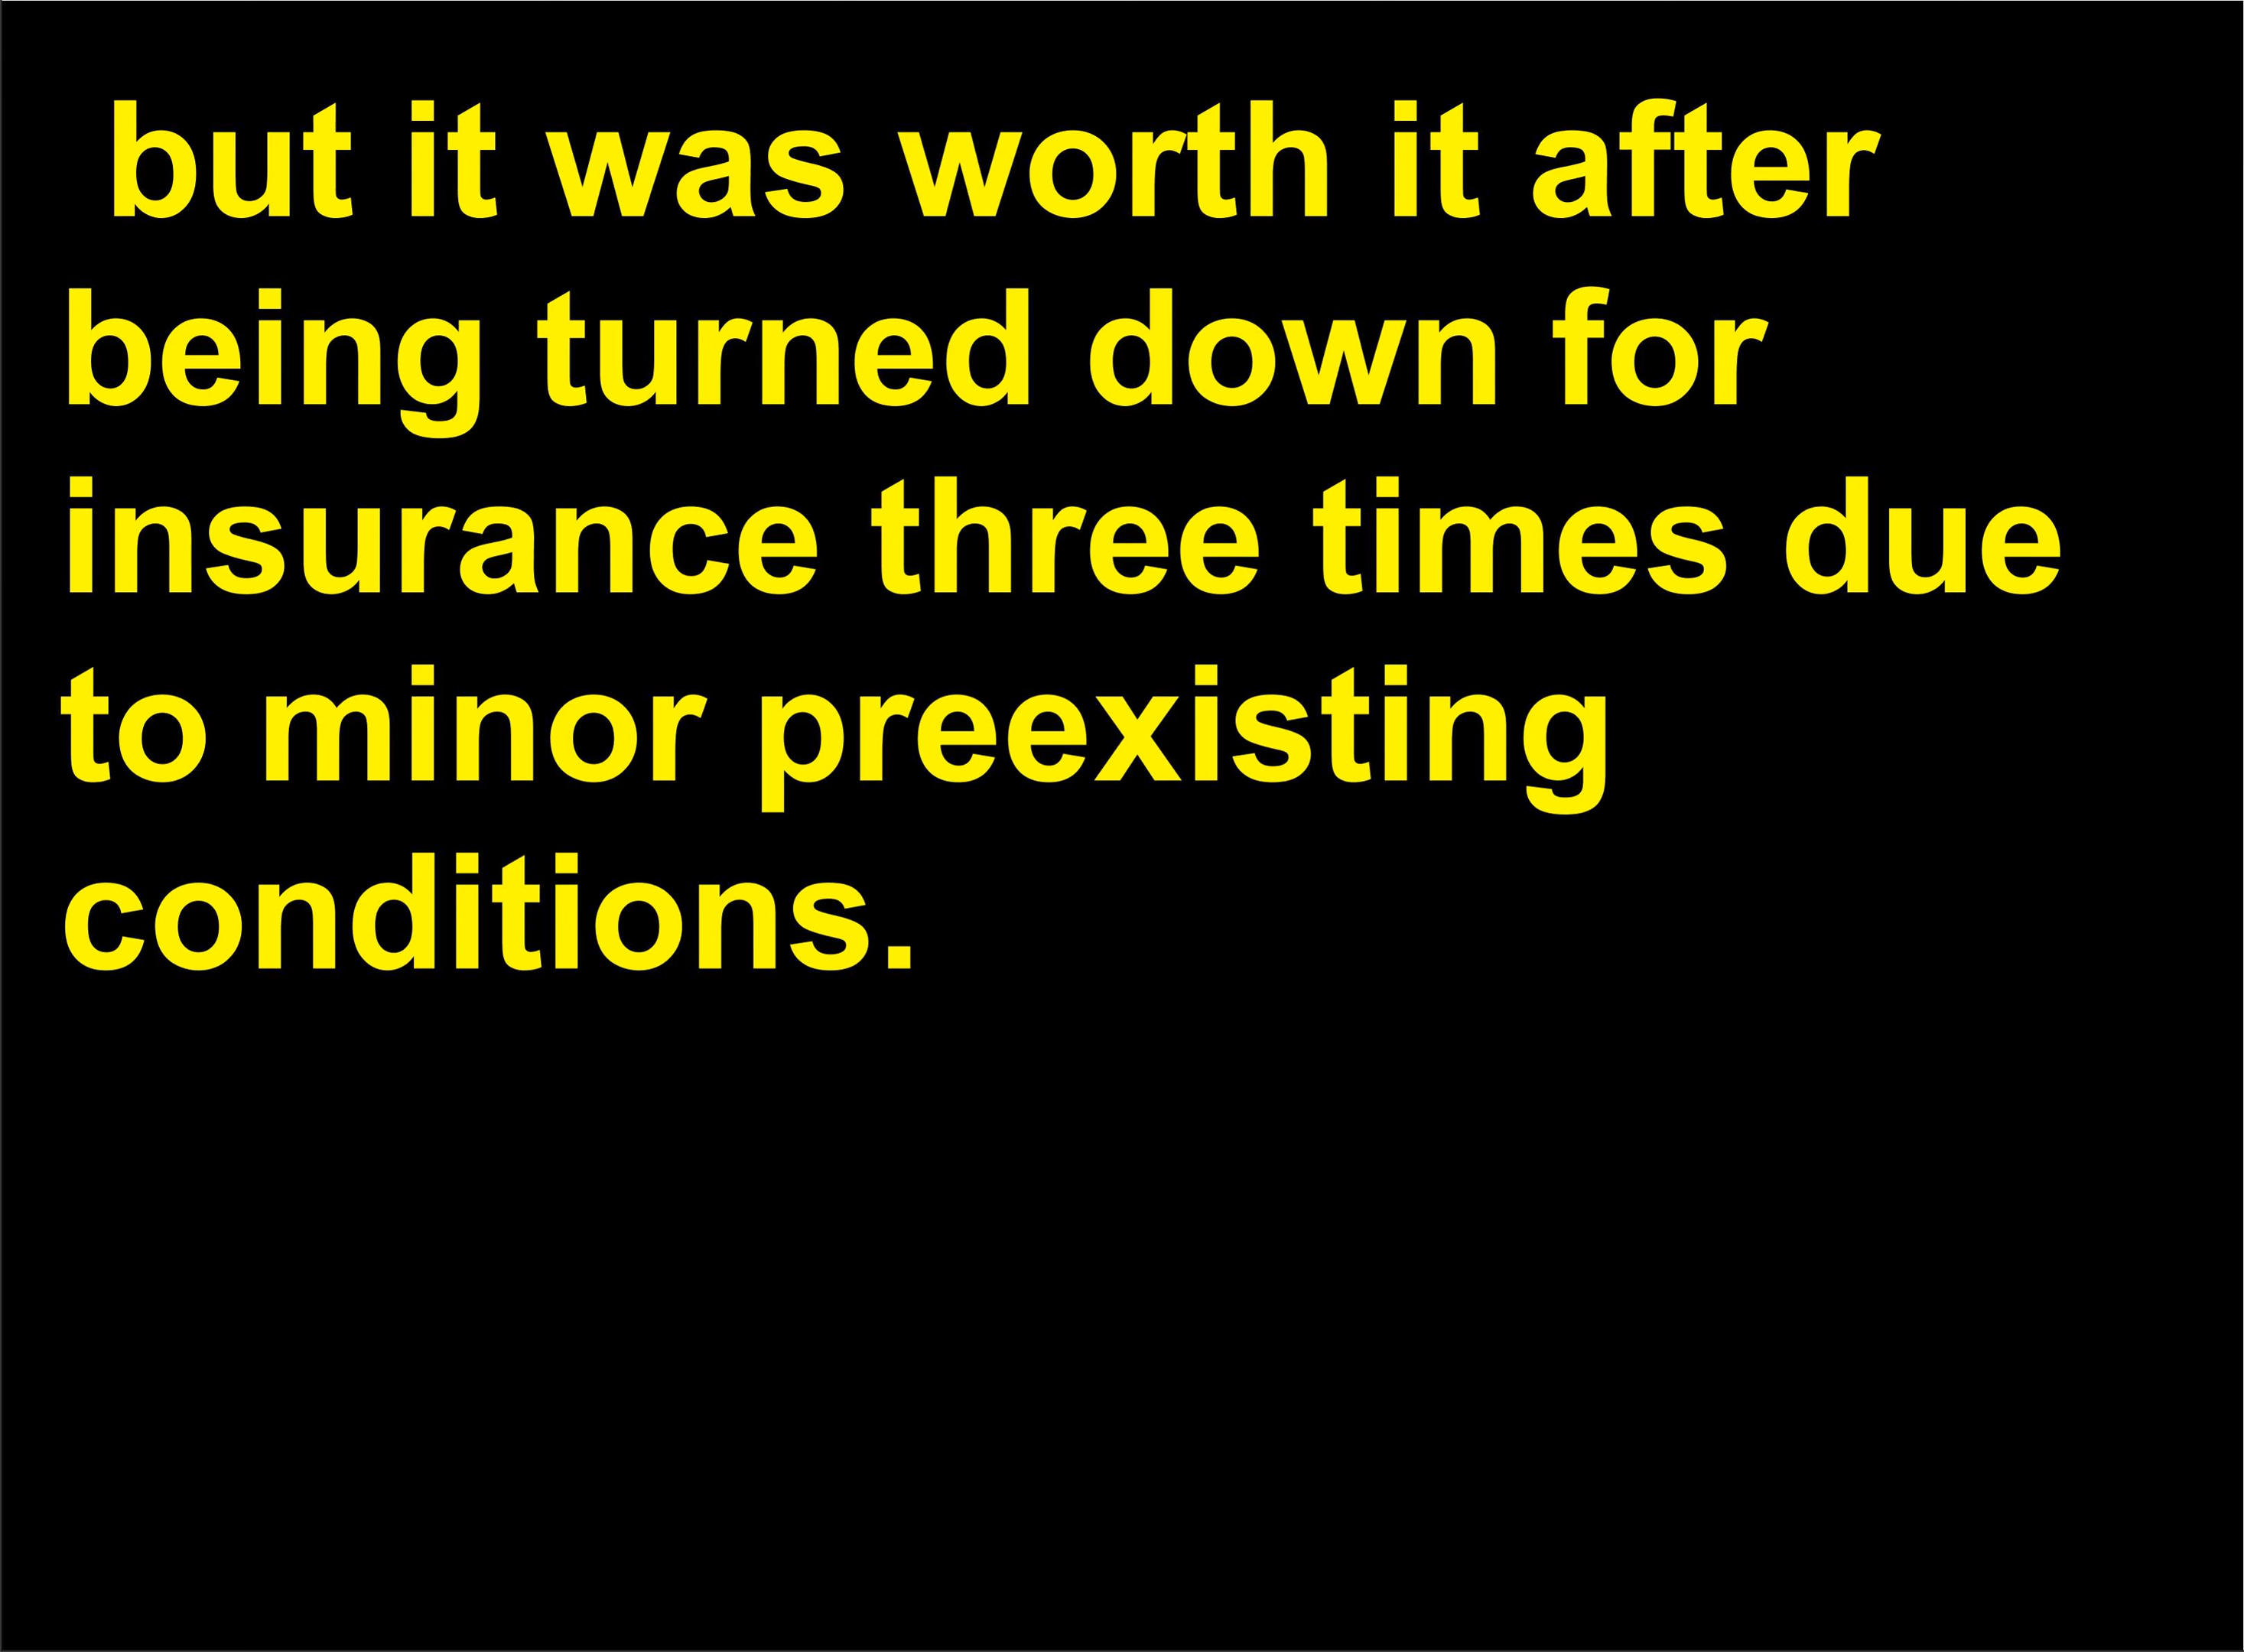 but it was worth it after
being turned down for
insurance three times due
to minor preexisting
conditions.